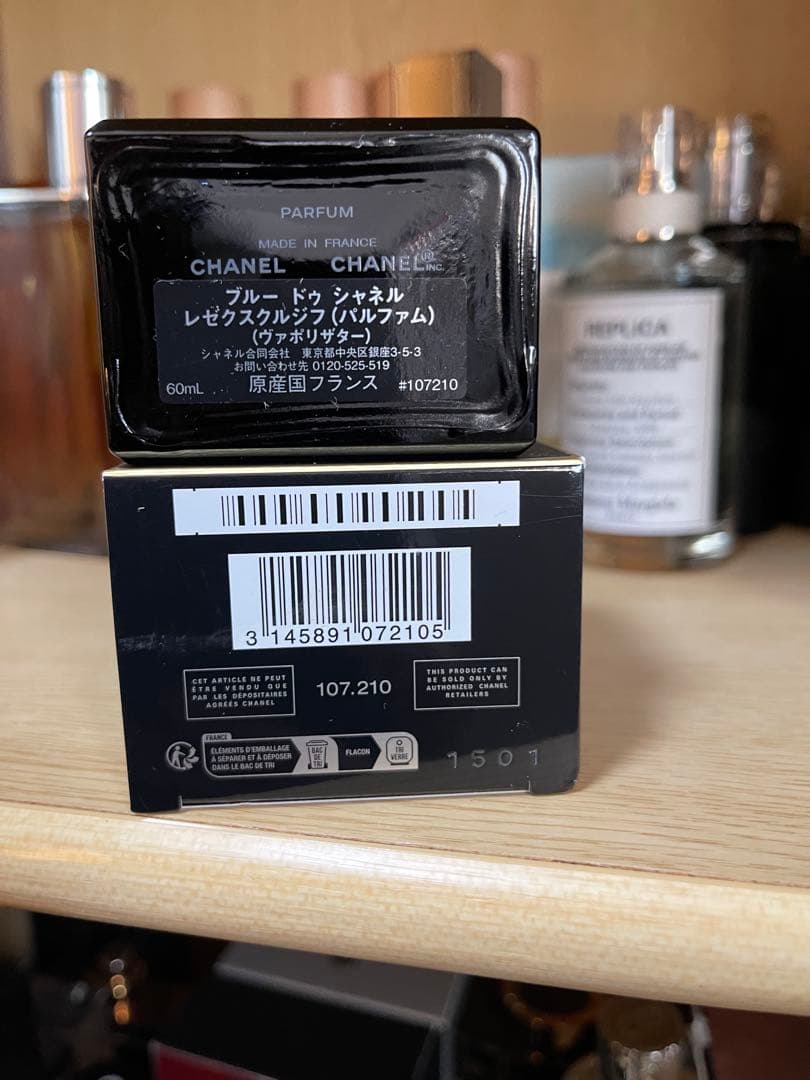 PARFUM
MADE IN FRANCE
CHANEL CHANEL® INC.
ブルー ドゥ シャネル
レゼクスクルジフ(パルファム)
(ヴァポリザター)
シャネル合同会社 東京都中央区銀座3-5-3
お問い合わせ先 0120-525-519
60mL 原産国フランス #107210
3 145891 072105
CET ARTICLE NE PEUT
ÊTRE VENDU QUE
PAR LES DÉPOSITAIRES
AGRÉÉS CHANEL
107.210
THIS PRODUCT CAN
BE SOLD ONLY BY
AUTHORIZED CHANEL
RETAILERS
FRANCE
ÉLÉMENTS D'EMBALLAGE
À SÉPARER ET À DÉPOSER
DANS LE BAC DE TRI
BAC
DE
TRI
FLACON
TRI
VERRE
1501
REPLICA